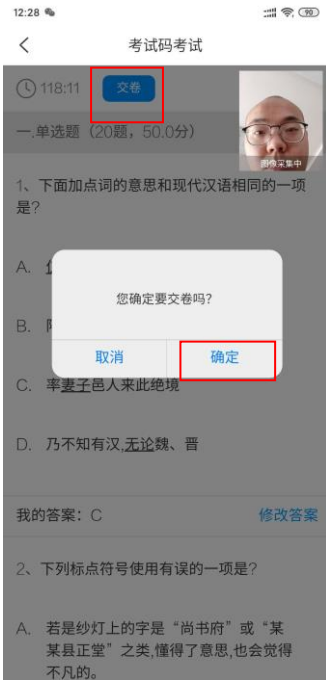 12:28
90
考试码考试
118:11
交卷
一.单选题（20题，50.0分）
图像采集中
1、下面加点词的意思和现代汉语相同的一项
是？
A.
您确定要交卷吗？
B.
取消 确定
C. 率妻子邑人来此绝境
D. 乃不知有汉,无论魏、晋
我的答案：C 修改答案
2、下列标点符号使用有误的一项是？
A. 若是纱灯上的字是“尚书府”或“某
某县正堂”之类,懂得了意思,也会觉得
不凡的。